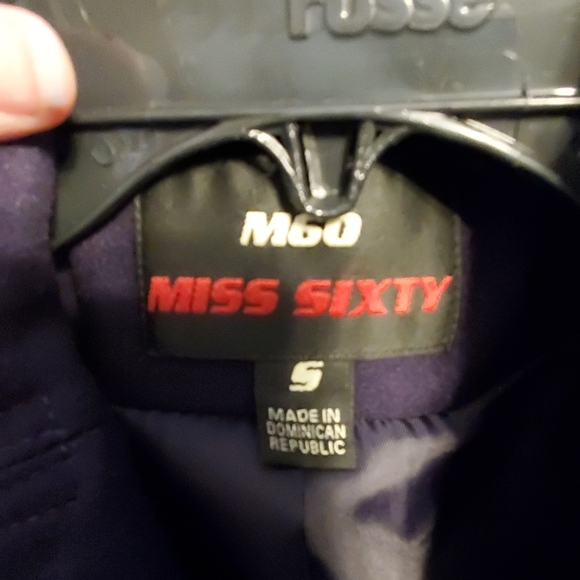 M60
MISS SIXTY
S
MADE IN
DOMINICAN
REPUBLIC